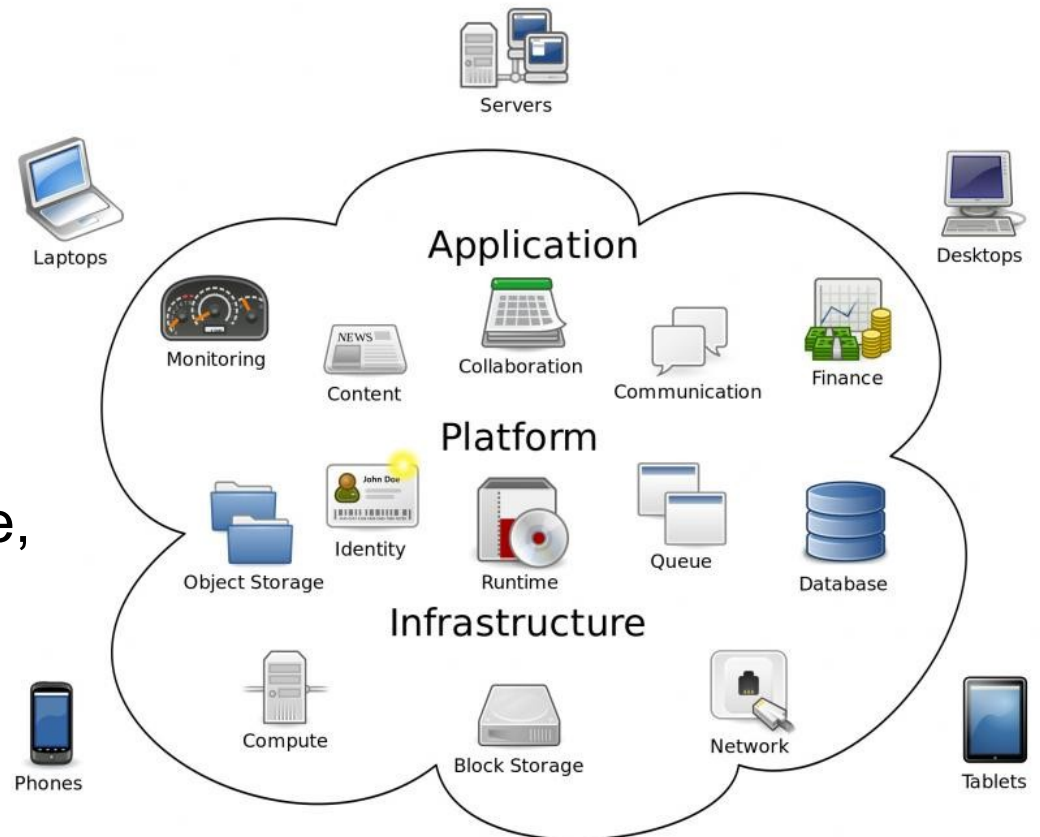 Servers
Laptops
Desktops
Application
Monitoring
NEWS
Content
Collaboration
Communication
Finance
Platform
e,
John Doe
Object Storage
Identity
Runtime
Queue
Database
Infrastructure
Compute
Block Storage
Network
Phones
Tablets